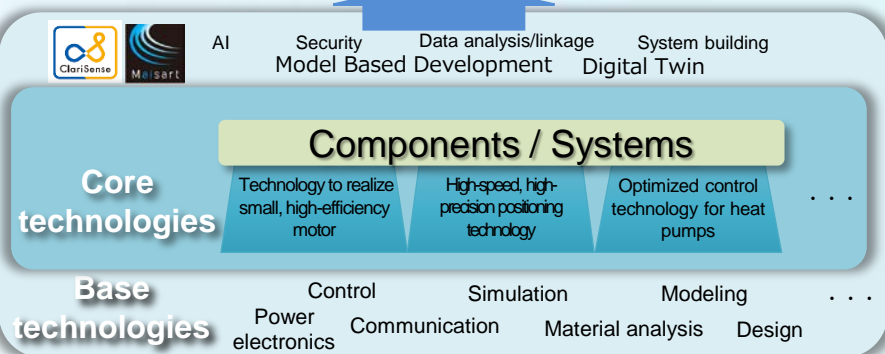 ClariSense
Maisart
AI Security Data analysis/linkage System building
Model Based Development Digital Twin
Components / Systems
Core
technologies
Technology to realize
small, high-efficiency
motor
High-speed, high-
precision positioning
technology
Optimized control
technology for heat
pumps
. . .
Base
technologies
Control Simulation Modeling . . .
Power
electronics
Communication Material analysis Design